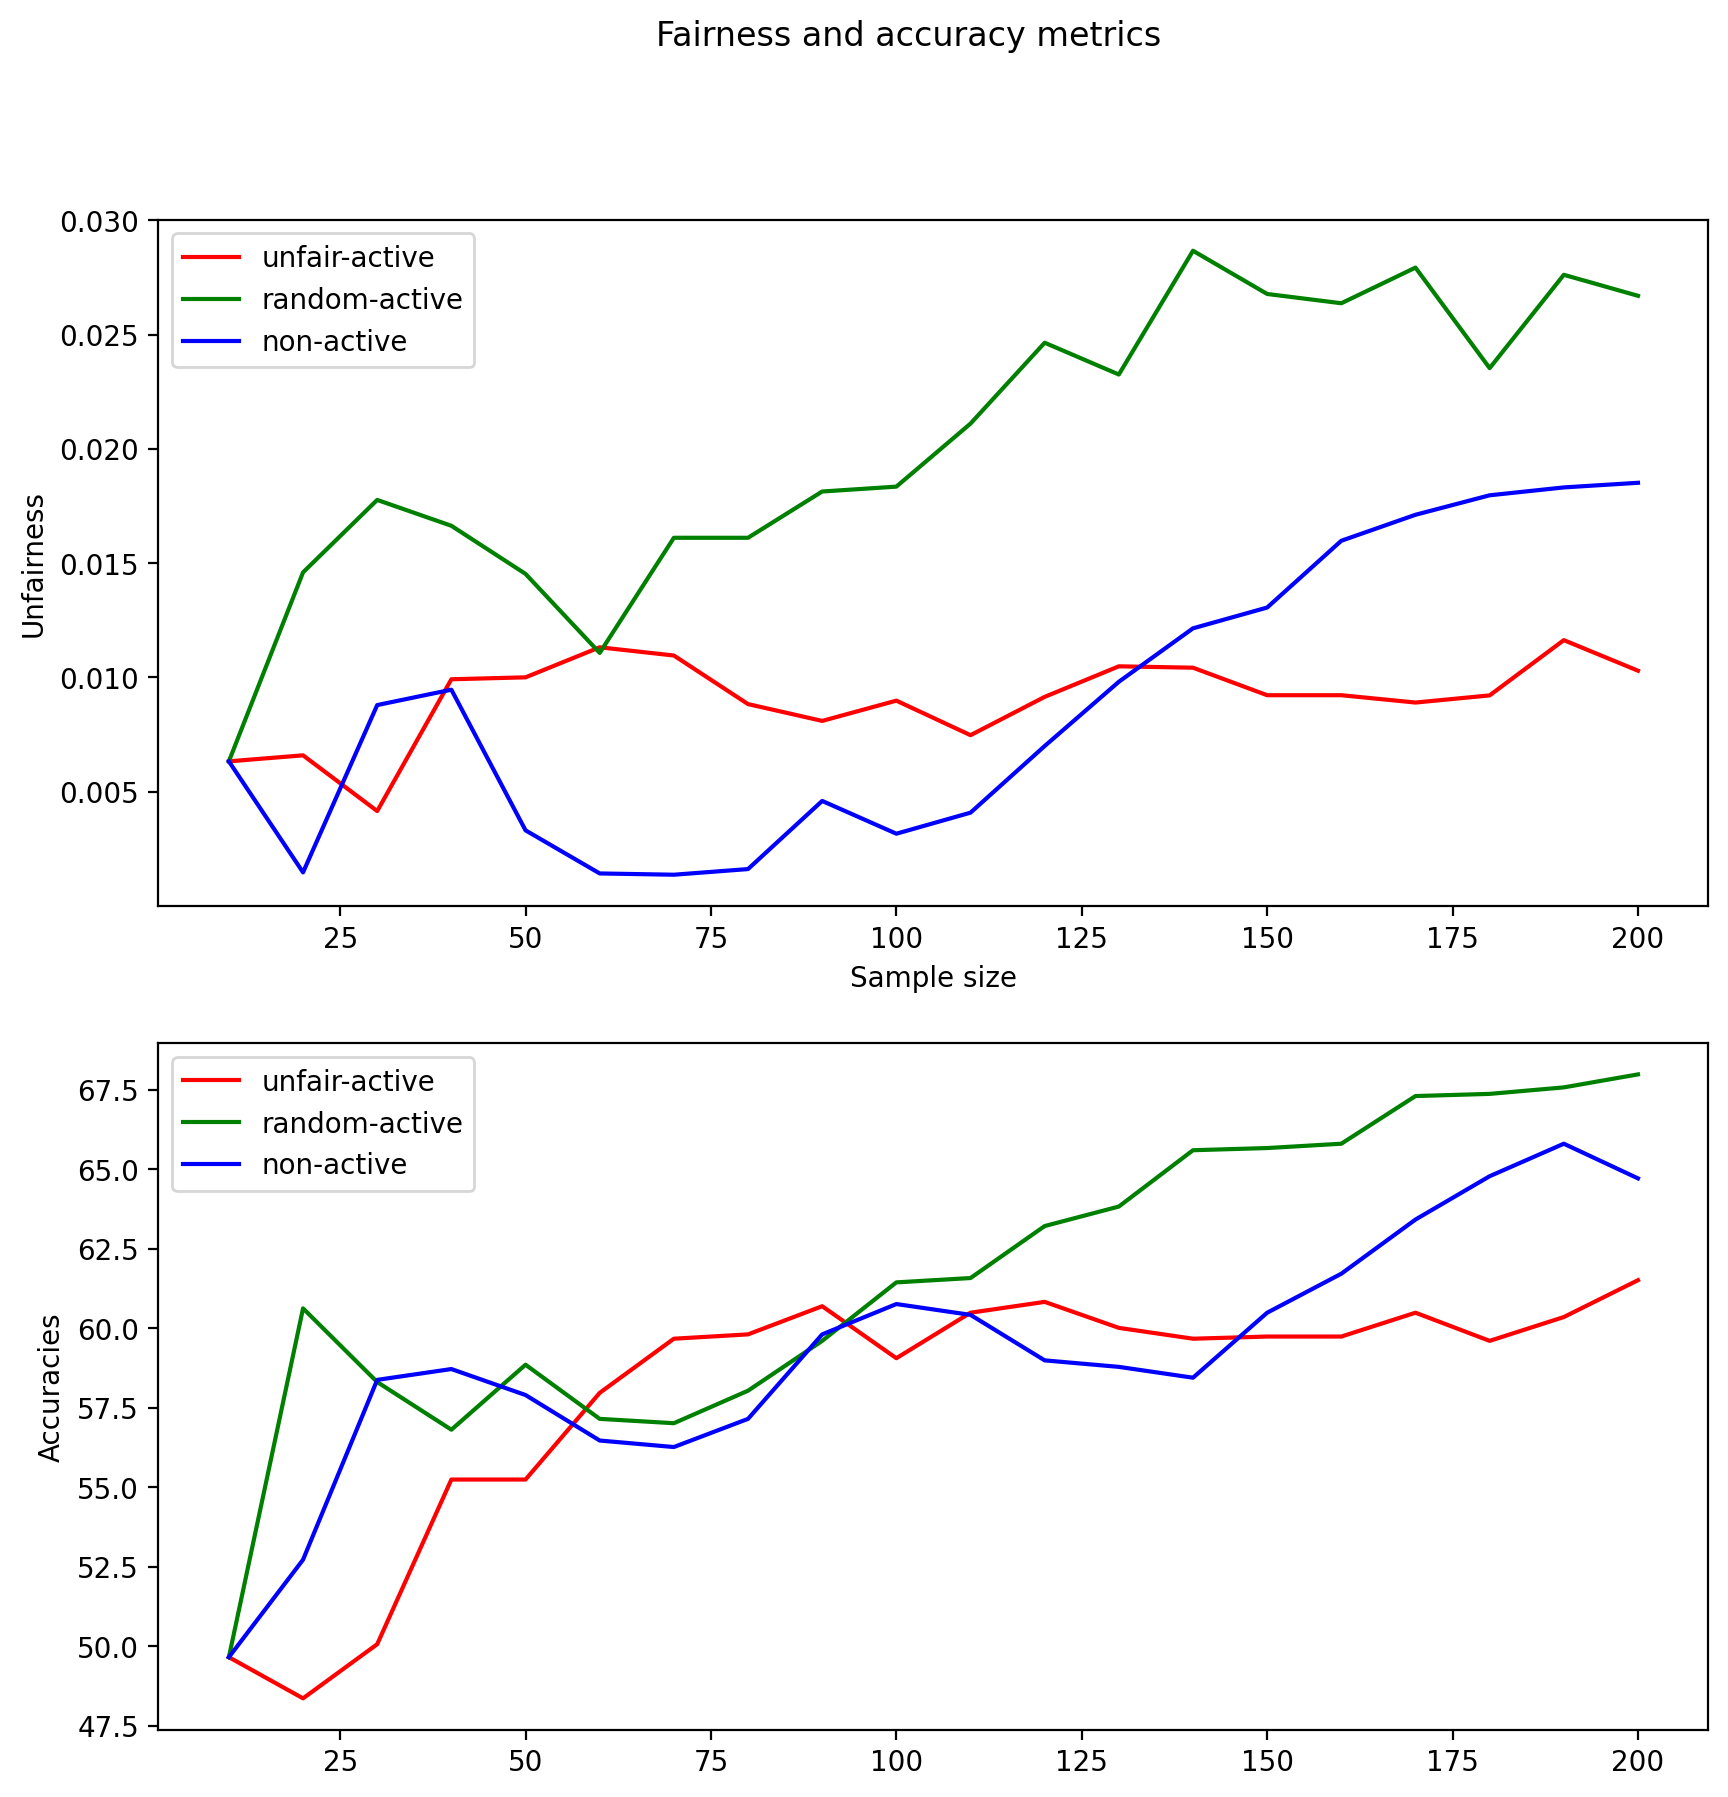 Fairness and accuracy metrics
0.030
0.025
0.020
0.015
0.010
0.005
Unfairness
unfair-active
random-active
non-active
25 50 75 100 125 150 175 200
Sample size
67.5
65.0
62.5
60.0
57.5
55.0
52.5
50.0
47.5
Accuracies
unfair-active
random-active
non-active
25 50 75 100 125 150 175 200